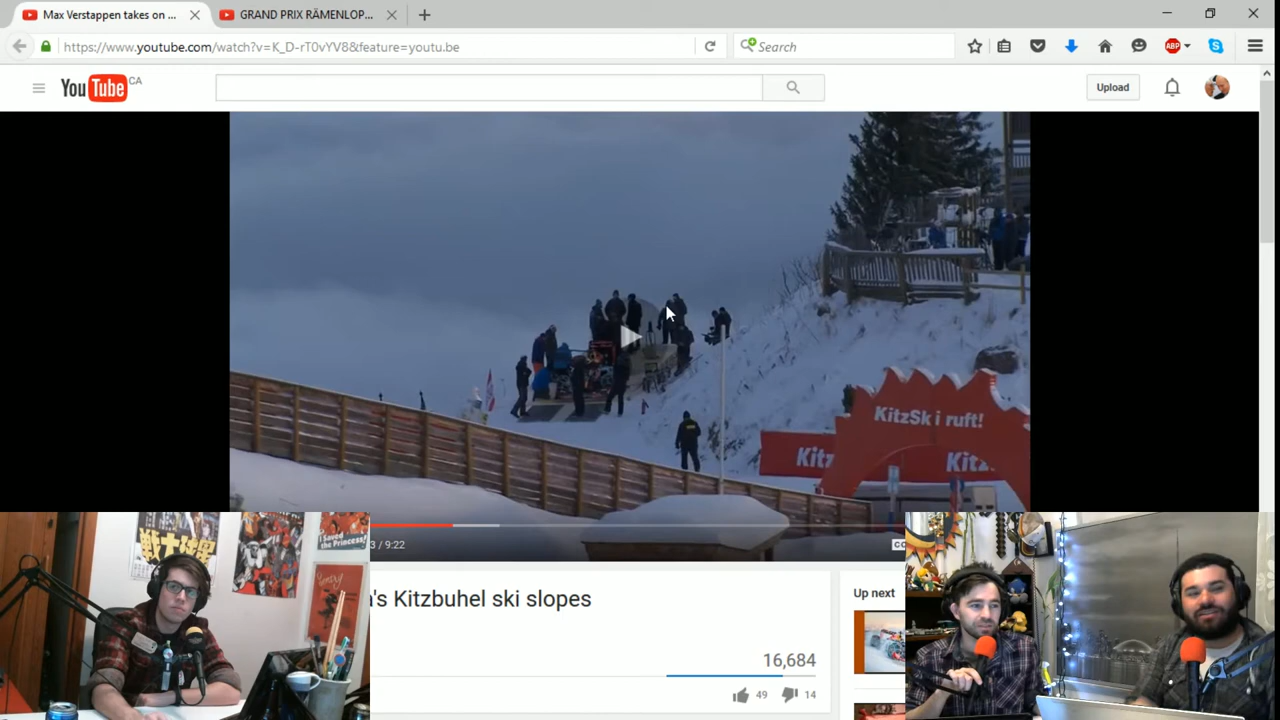 Max Verstappen takes on ...
GRAND PRIX RÄMENLOP...
https://www.youtube.com/watch?v=K_D-rT0vYV8&feature=youtu.be
Search
ABP
YouTube CA
Upload
KitzSki ruft!
Kitz
Kitz
3 / 9:22
I Saved
the Princess!
's Kitzbuhel ski slopes
Up next
16,684
49
14